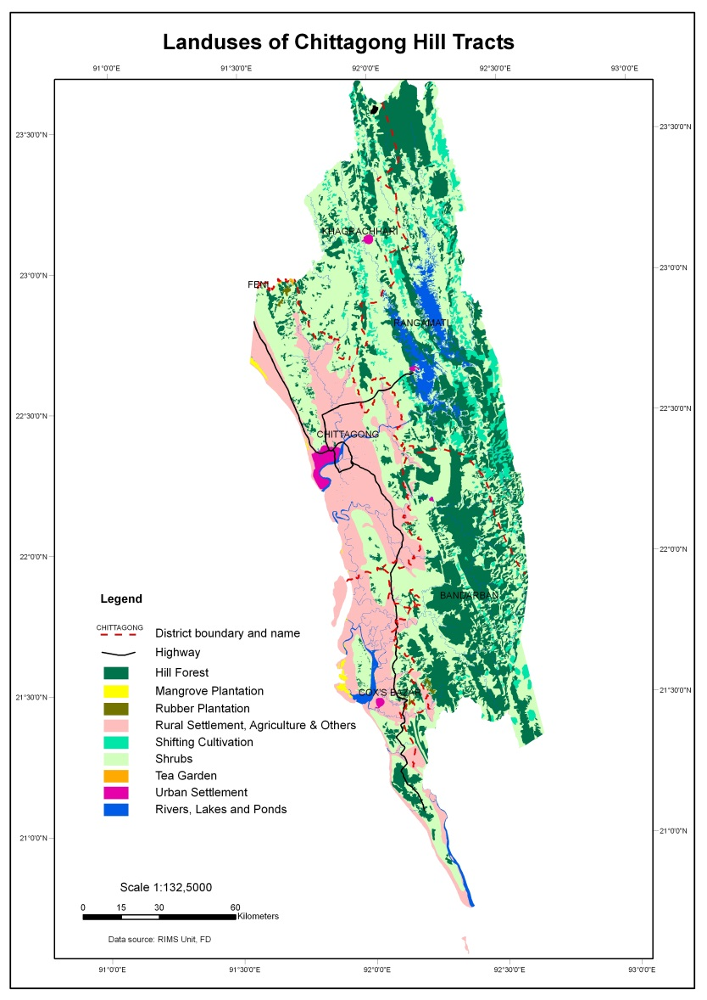 Landuses of Chittagong Hill Tracts
91°0'0"E 91°30'0"E 92°0'0"E 92°30'0"E 93°0'0"E
23°30'0"N 23°30'0"N
KHAGRACHHARI
23°0'0"N 23°0'0"N
FENI
RANGAMATI
22°30'0"N 22°30'0"N
CHITTAGONG
22°0'0"N 22°0'0"N
BANDARBAN
21°30'0"N 21°30'0"N
COX'S BAZAR
21°0'0"N 21°0'0"N
Legend
CHITTAGONG District boundary and name
Highway
Hill Forest
Mangrove Plantation
Rubber Plantation
Rural Settlement, Agriculture & Others
Shifting Cultivation
Shrubs
Tea Garden
Urban Settlement
Rivers, Lakes and Ponds
Scale 1:132,5000
0 15 30 60
Kilometers
Data source: RIMS Unit, FD
91°0'0"E 91°30'0"E 92°0'0"E 92°30'0"E 93°0'0"E